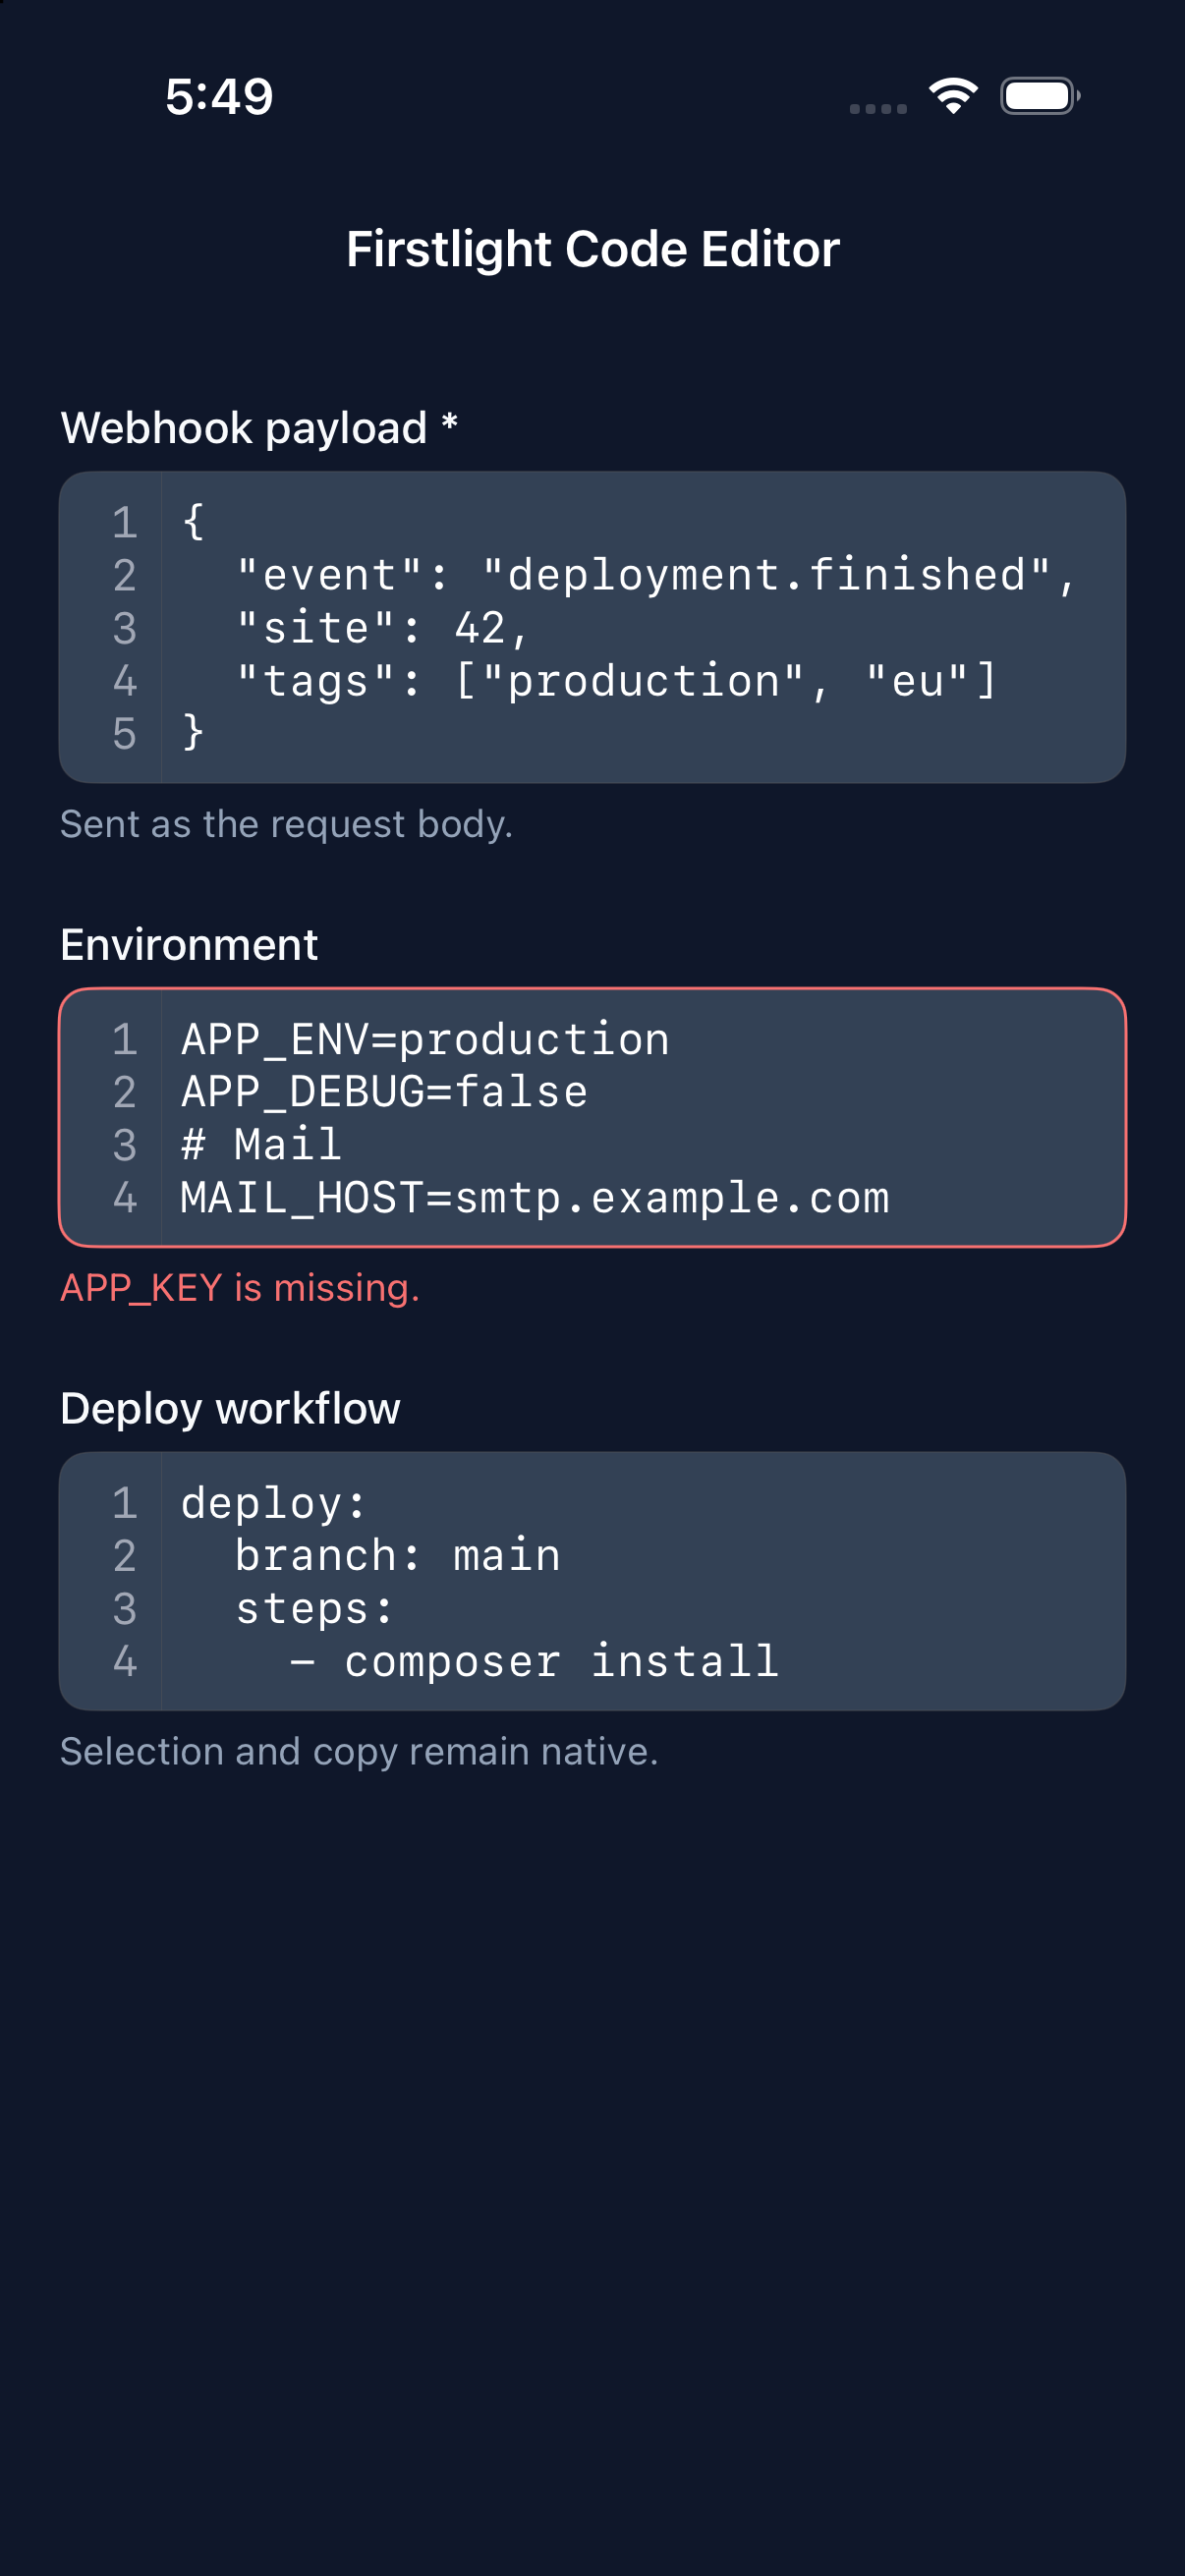 5:49
Firstlight Code Editor
Webhook payload *
1 {
2   "event": "deployment.finished",
3   "site": 42,
4   "tags": ["production", "eu"]
5 }
Sent as the request body.
Environment
1 APP_ENV=production
2 APP_DEBUG=false
3 # Mail
4 MAIL_HOST=smtp.example.com
APP_KEY is missing.
Deploy workflow
1 deploy:
2   branch: main
3   steps:
4     - composer install
Selection and copy remain native.